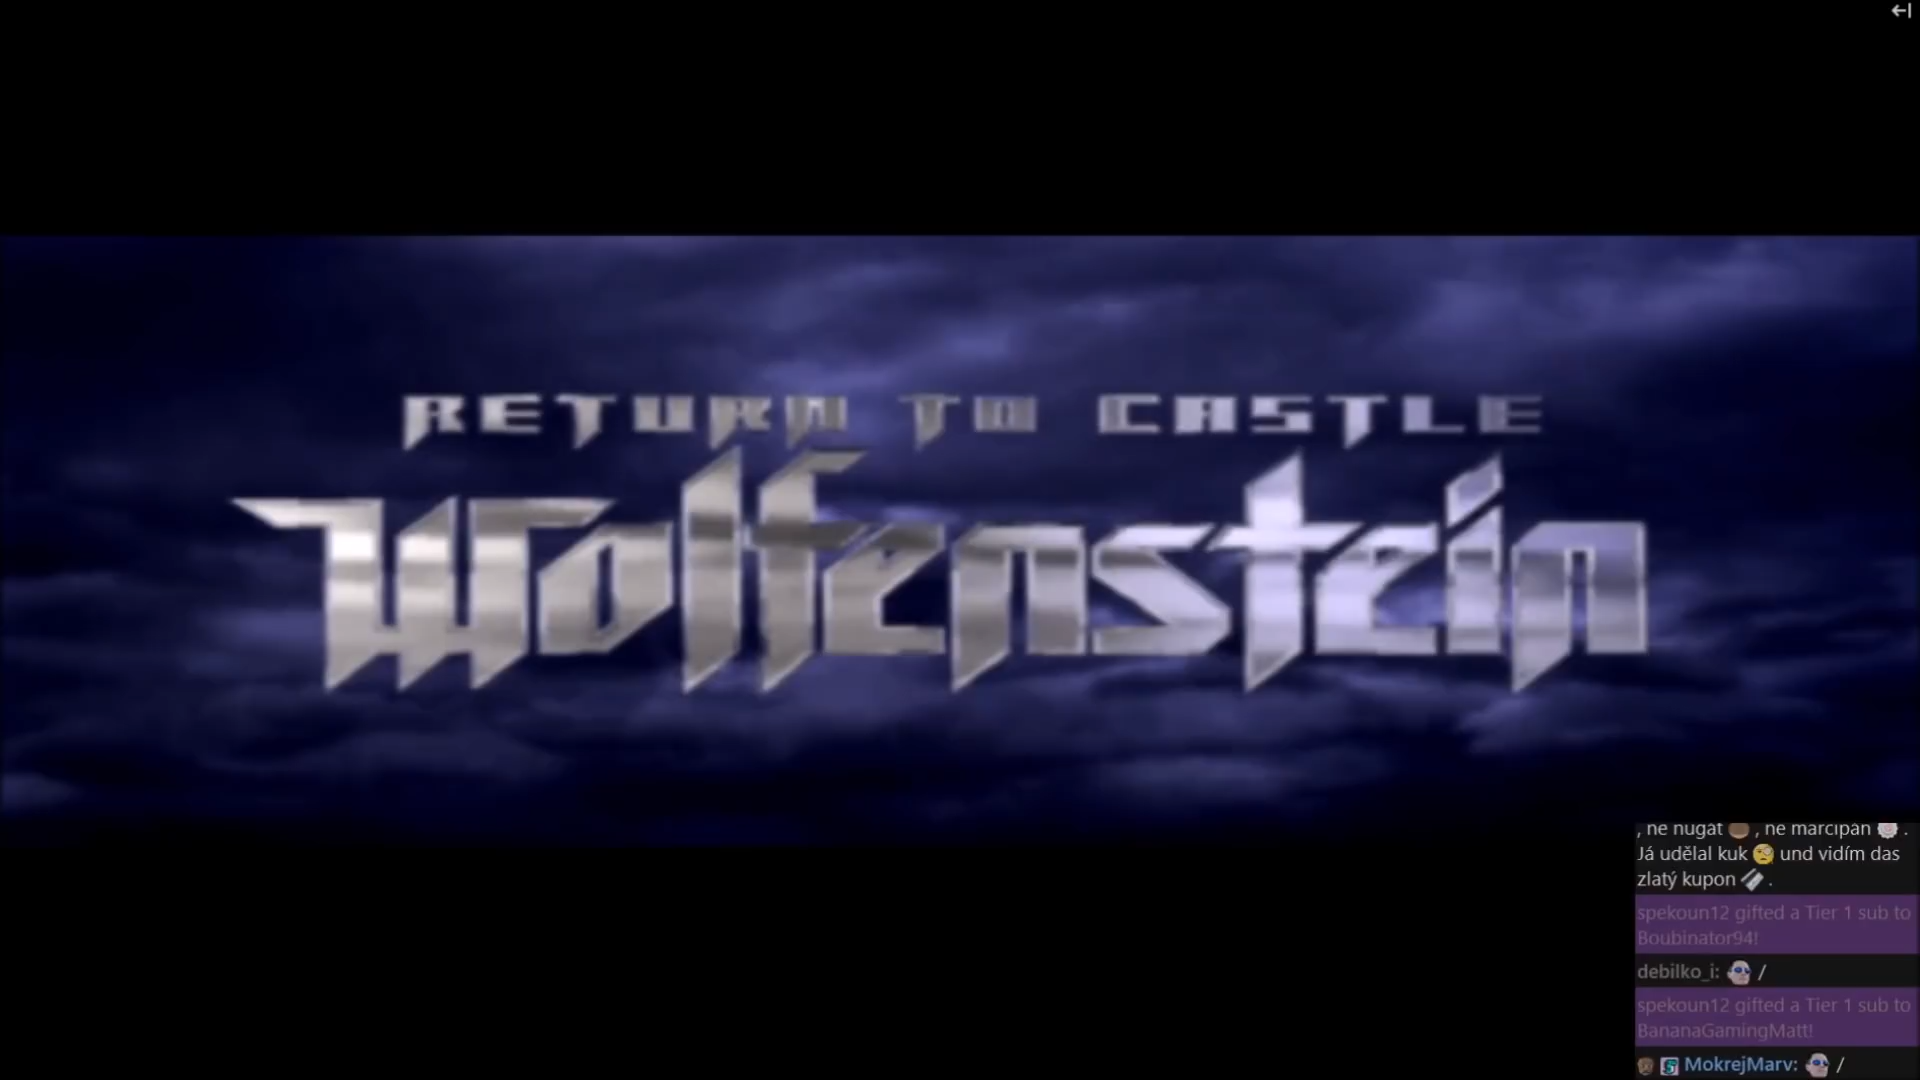 RETURN TO CASTLE
Wolfenstein
, ne nugát , ne marcipán .
Já udělal kuk und vidím das
zlatý kupon .
spekoun12 gifted a Tier 1 sub to
Boubinator94!
debilko_i: /
spekoun12 gifted a Tier 1 sub to
BananaGamingMatt!
MokrejMarv: /